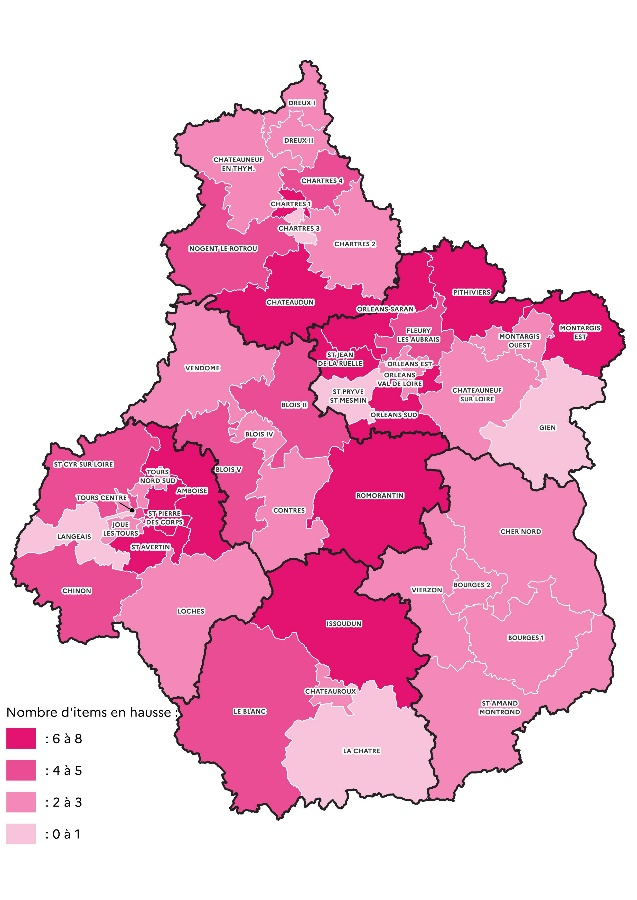 DREUX I
DREUX II
CHATEAUNEUF
EN THYM.
CHARTRES 4
CHARTRES 1
CHARTRES 3
CHARTRES 2
NOGENT LE ROTROU
CHATEAUDUN
ORLEANS-SARAN
PITHIVIERS
FLEURY
LES AUBRAIS
MONTARGIS
OUEST
MONTARGIS
EST
ST JEAN
DE LA RUELLE
ORLEANS EST
ORLEANS
VAL DE LOIRE
ST PRYVE
ST MESMIN
ORLEANS SUD
CHATEAUNEUF
SUR LOIRE
GIEN
VENDOME
BLOIS II
BLOIS IV
BLOIS V
CONTRES
ROMORANTIN
ST CYR SUR LOIRE
TOURS
NORD SUD
AMBOISE
TOURS CENTRE
ST PIERRE
DES CORPS
JOUE
LES TOURS
LANGEAIS
ST AVERTIN
CHINON
LOCHES
CHER NORD
VIERZON
BOURGES 2
BOURGES 1
ISSOUDUN
CHATEAUROUX
LE BLANC
LA CHATRE
ST AMAND
MONTROND
Nombre d'items en hausse :
: 6 à 8
: 4 à 5
: 2 à 3
: 0 à 1